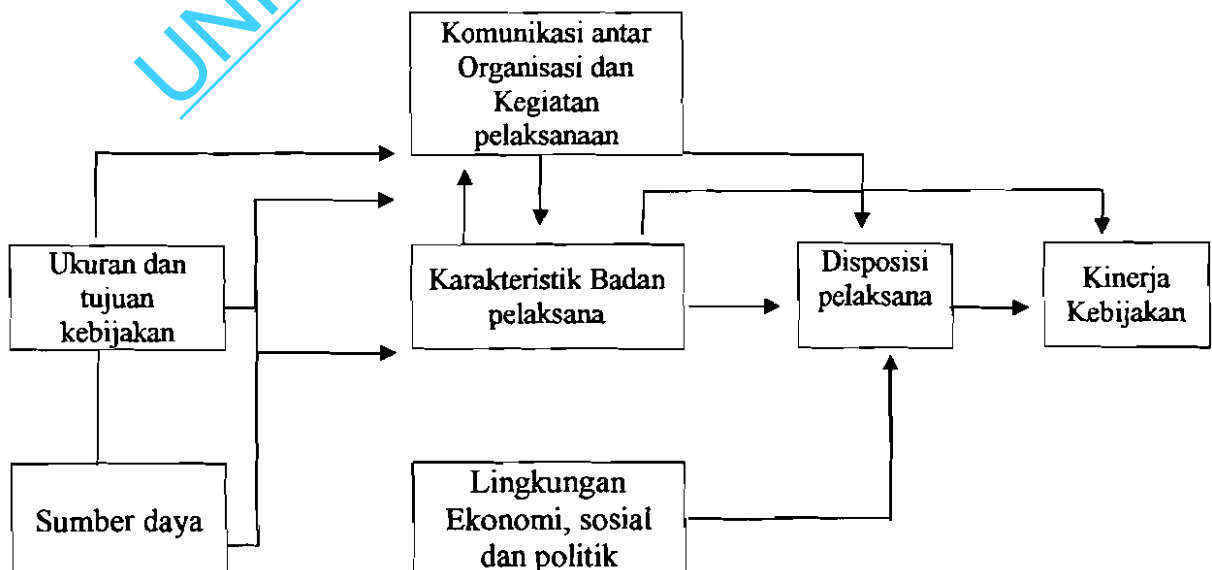 UNI
Komunikasi antar
Organisasi dan
Kegiatan
pelaksanaan
Ukuran dan
tujuan
kebijakan
Karakteristik Badan
pelaksana
Disposisi
pelaksana
Kinerja
Kebijakan
Sumber daya
Lingkungan
Ekonomi, sosial
dan politik